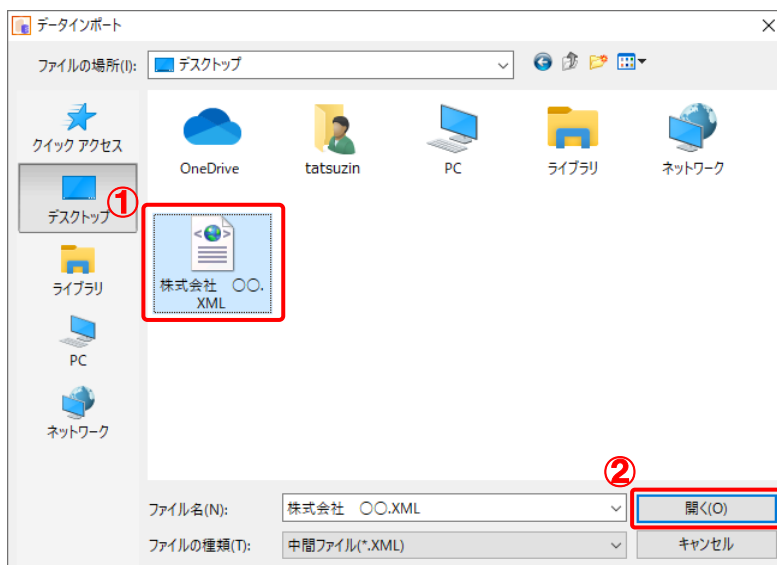 データインポート
ファイルの場所(I):
デスクトップ
クイック アクセス
デスクトップ
ライブラリ
PC
ネットワーク
OneDrive
tatsuzin
PC
ライブラリ
ネットワーク
①
株式会社　〇〇.
XML
②
ファイル名(N):
株式会社　〇〇.XML
開く(O)
ファイルの種類(T):
中間ファイル(*.XML)
キャンセル